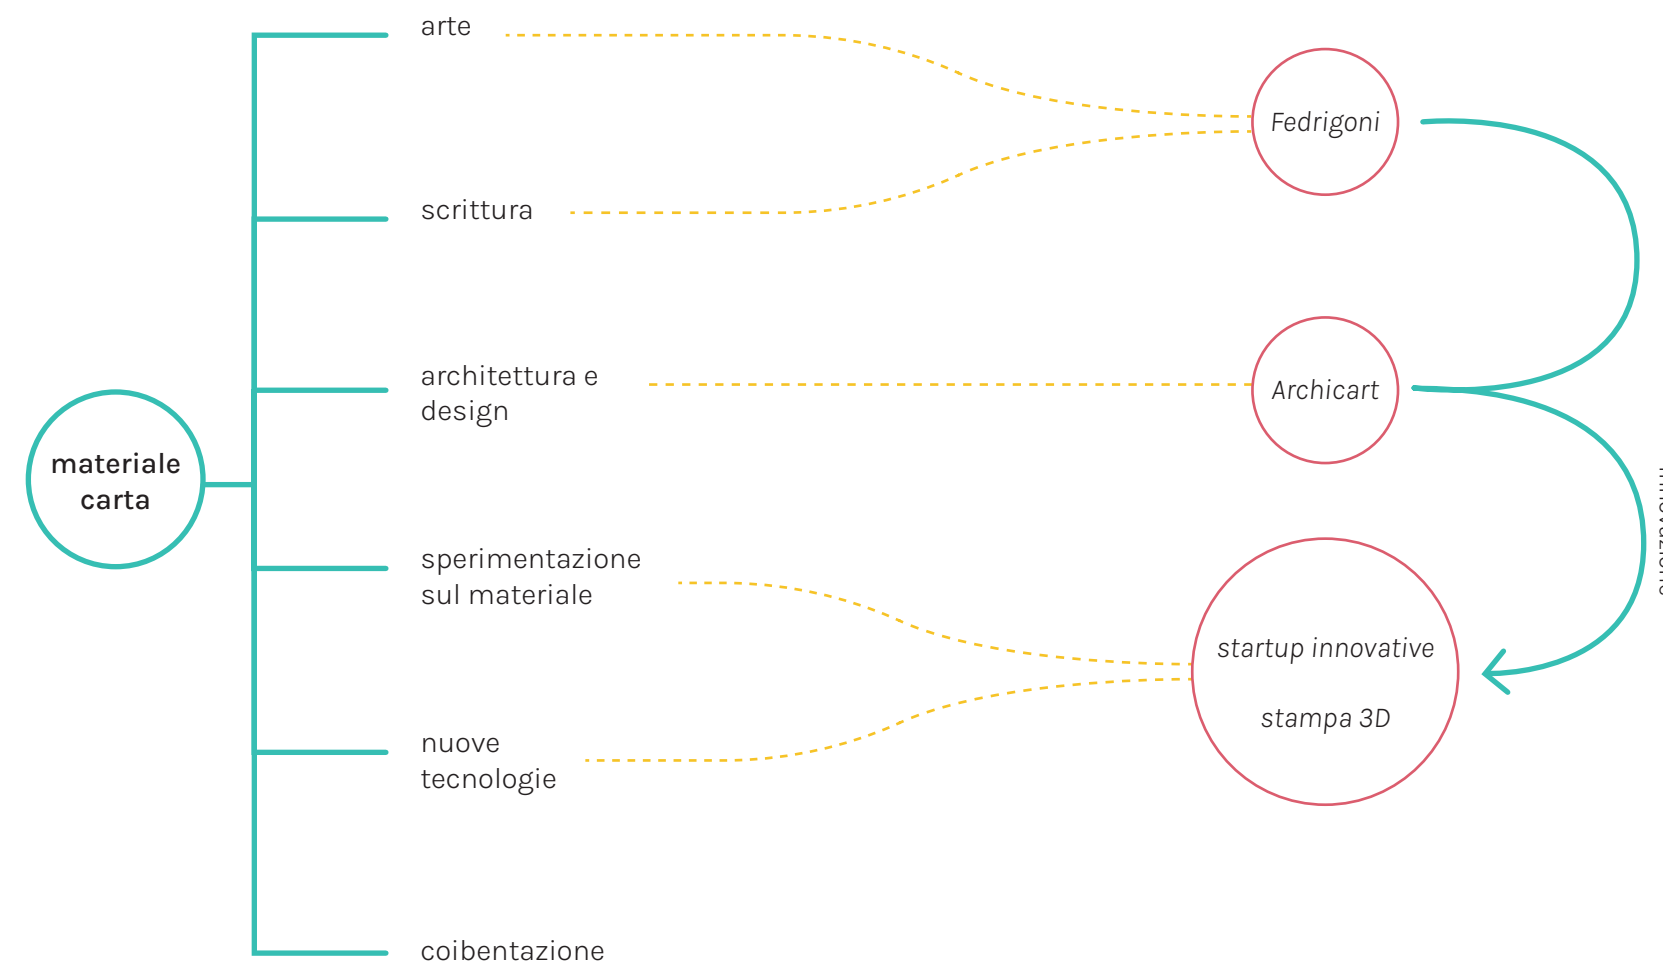 arte
scrittura
architettura e
design
materiale
carta
sperimentazione
sul materiale
nuove
tecnologie
coibentazione
Fedrigoni
Archicart
startup innovative
stampa 3D